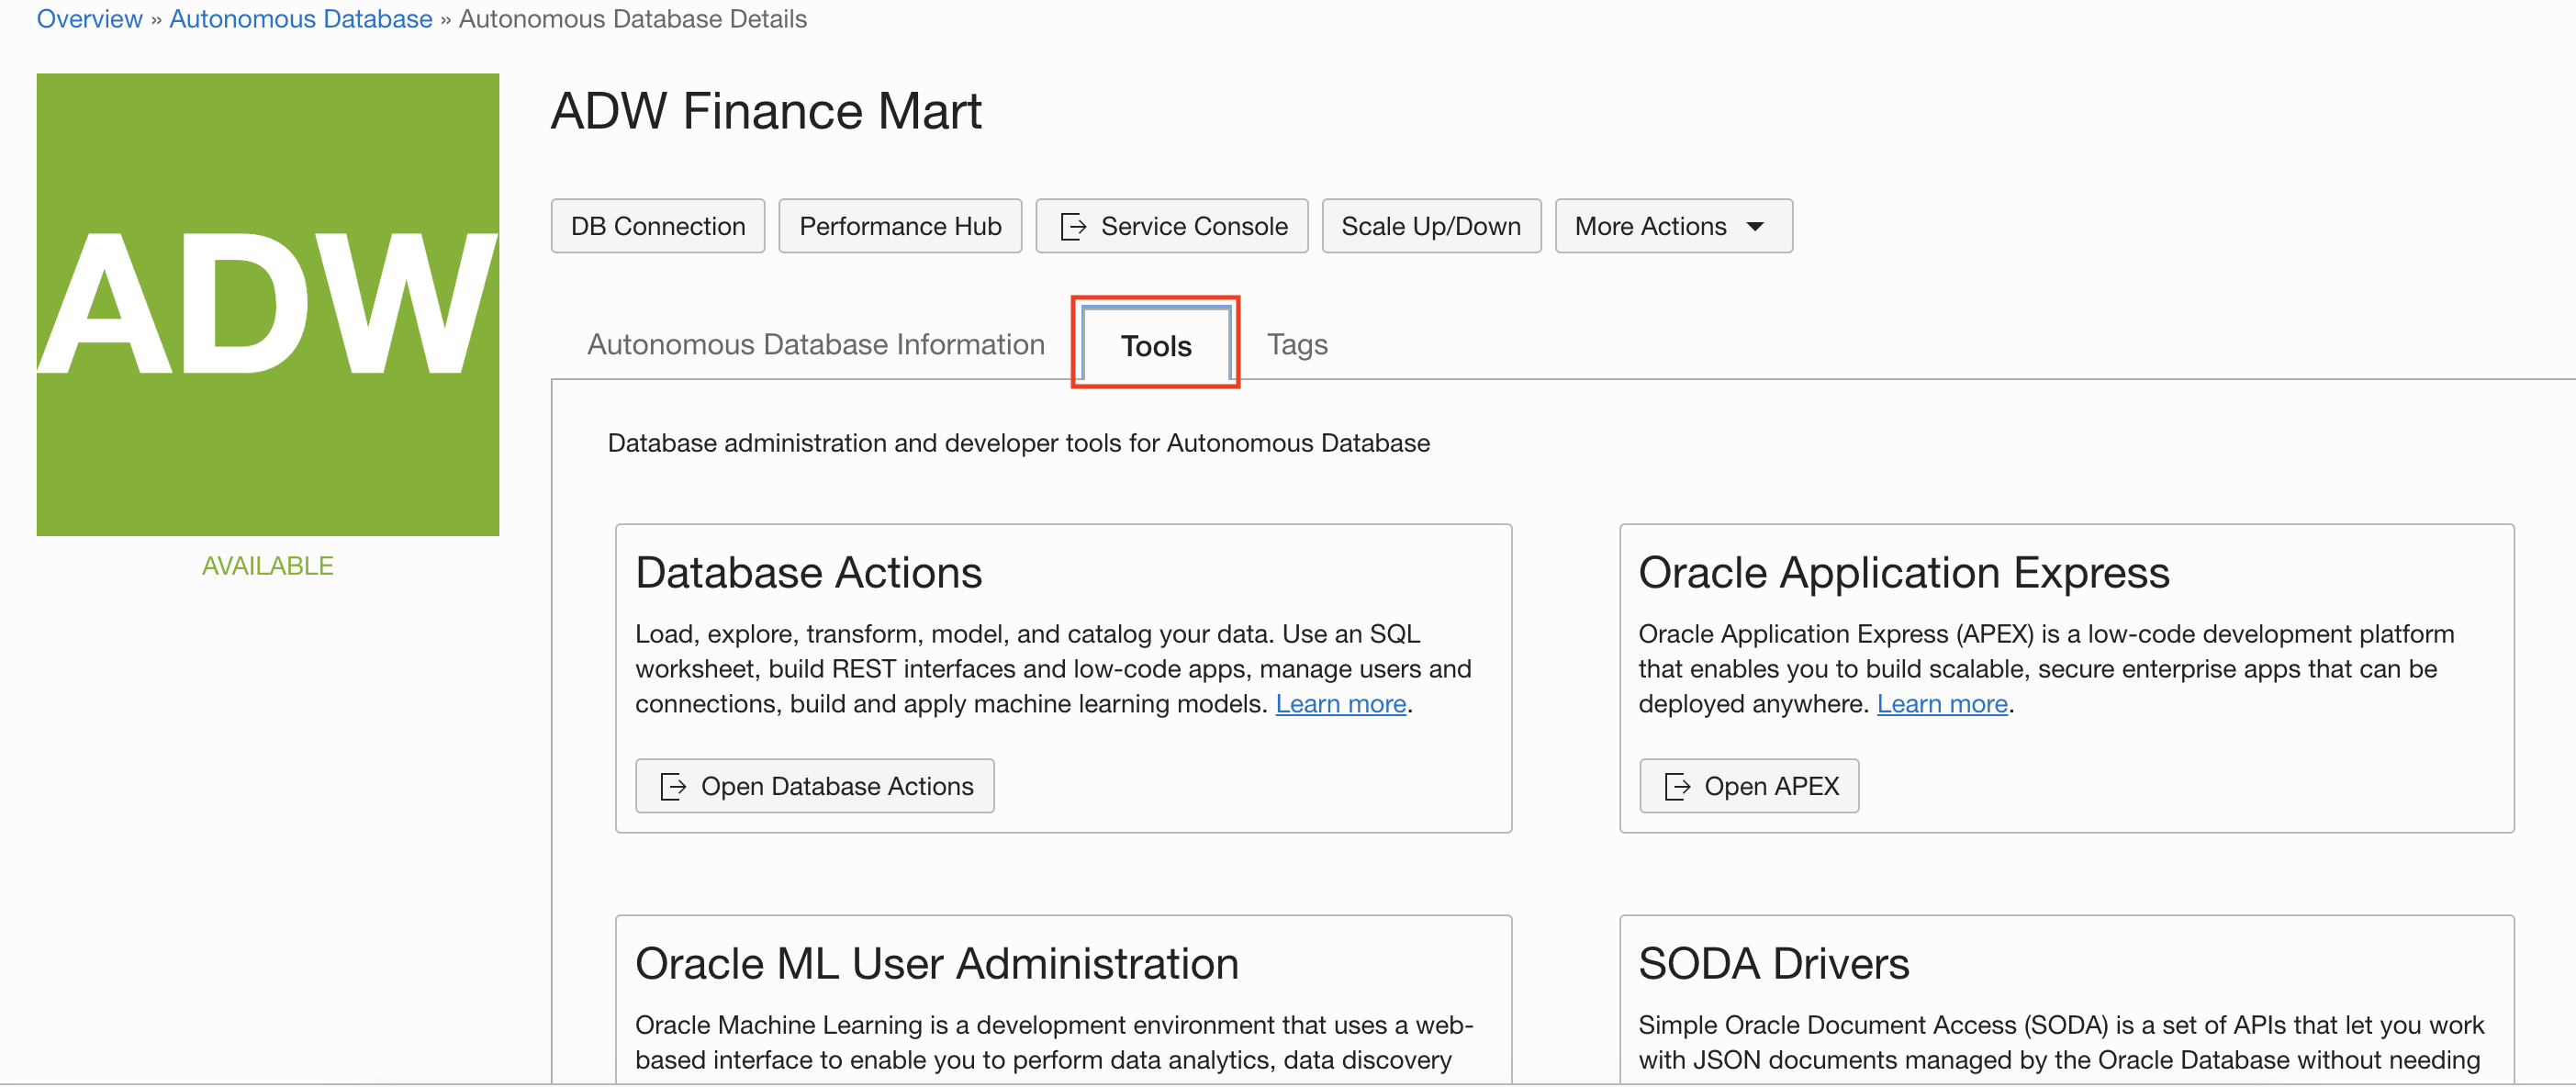 Overview » Autonomous Database » Autonomous Database Details
ADW
AVAILABLE
ADW Finance Mart
DB Connection
Performance Hub
Service Console
Scale Up/Down
More Actions
Autonomous Database Information
Tools
Tags
Database administration and developer tools for Autonomous Database
Database Actions
Load, explore, transform, model, and catalog your data. Use an SQL
worksheet, build REST interfaces and low-code apps, manage users and
connections, build and apply machine learning models. Learn more.
Open Database Actions
Oracle Application Express
Oracle Application Express (APEX) is a low-code development platform
that enables you to build scalable, secure enterprise apps that can be
deployed anywhere. Learn more.
Open APEX
Oracle ML User Administration
Oracle Machine Learning is a development environment that uses a web-
based interface to enable you to perform data analytics, data discovery
SODA Drivers
Simple Oracle Document Access (SODA) is a set of APIs that let you work
with JSON documents managed by the Oracle Database without needing